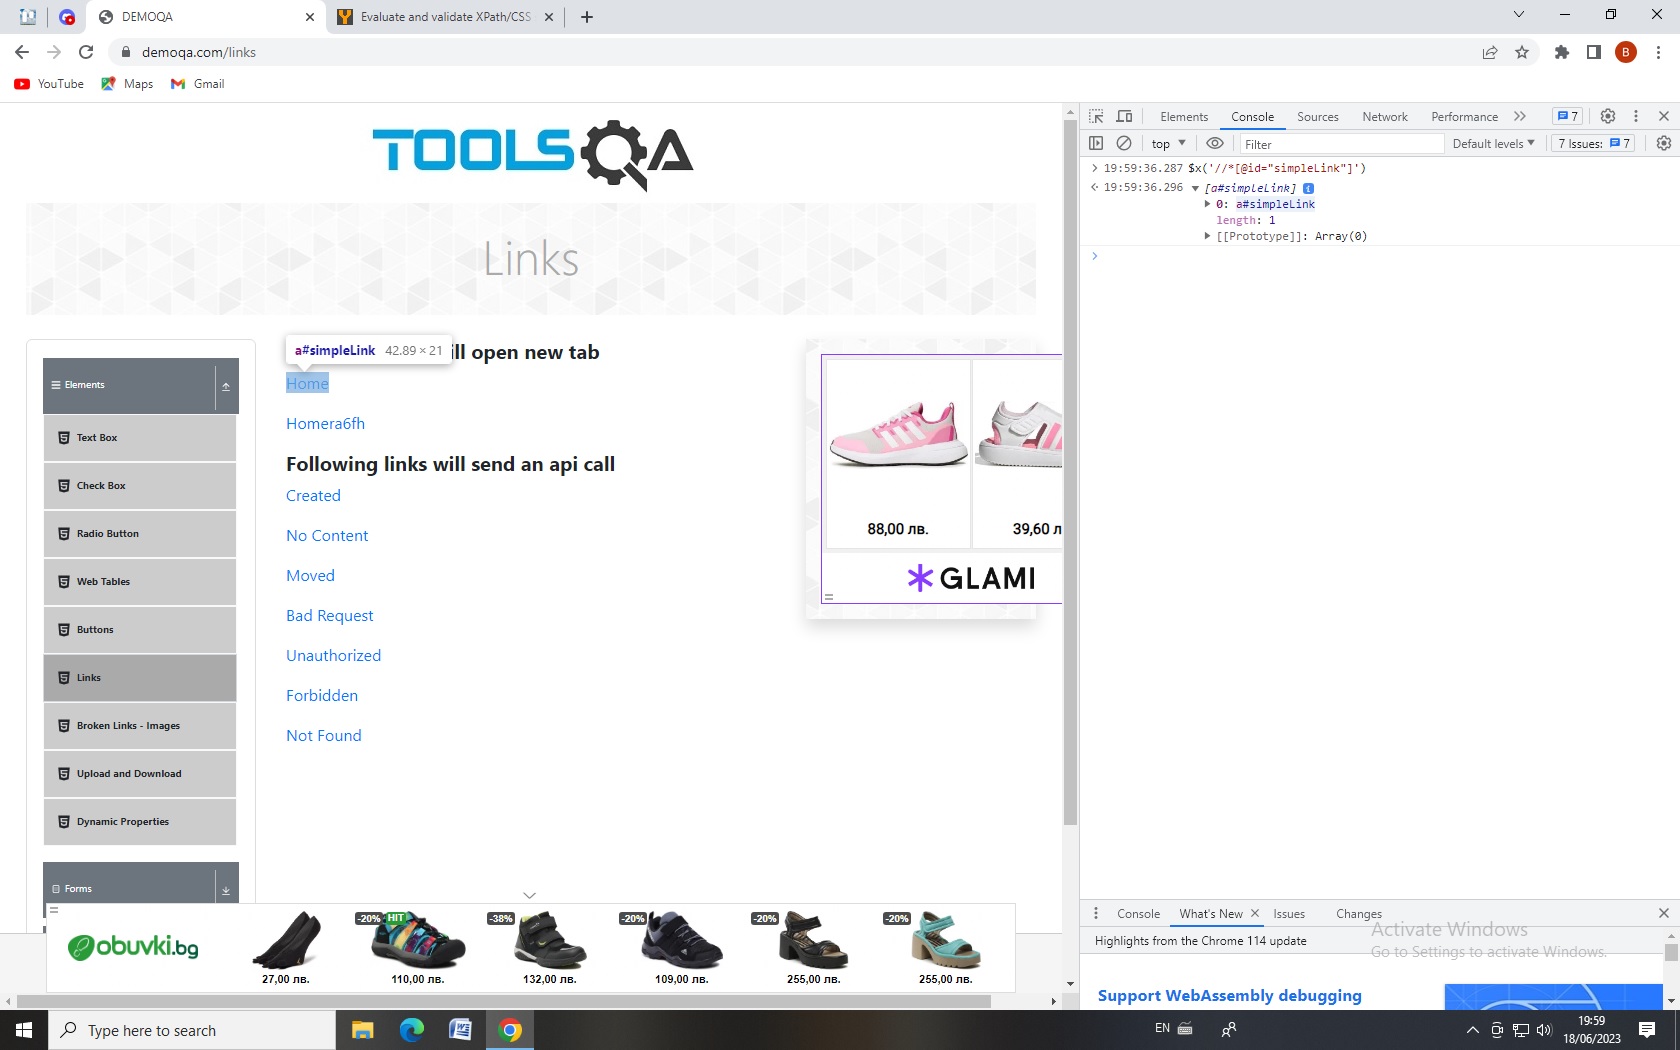 DEMOQA
Evaluate and validate XPath/CSS
demoqa.com/links
B
YouTube
Maps
Gmail
TOOLSQA
Links
a#simpleLink 42.89 × 21
ill open new tab
Home
Homera6fh
Following links will send an api call
Created
No Content
Moved
Bad Request
Unauthorized
Forbidden
Not Found
Elements
Text Box
Check Box
Radio Button
Web Tables
Buttons
Links
Broken Links - Images
Upload and Download
Dynamic Properties
Forms
88,00 лв.
39,60 л
GLAMI
obuvki.bg
27,00 лв.
-20% HIT
110,00 лв.
-38%
132,00 лв.
-20%
109,00 лв.
-20%
255,00 лв.
-20%
255,00 лв.
Elements Console Sources Network Performance 7
top Filter Default levels 7 Issues: 7
19:59:36.287 $x('//*[@id="simpleLink"]')
19:59:36.296 [a#simpleLink] i
0: a#simpleLink
length: 1
[[Prototype]]: Array(0)
Console What's New Issues Changes
Highlights from the Chrome 114 update
Activate Windows
Go to Settings to activate Windows.
Support WebAssembly debugging
Type here to search
EN
19:59
18/06/2023